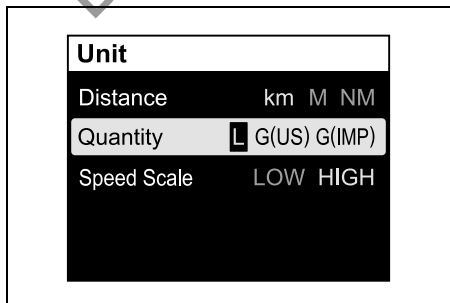 Unit
Distance km M NM
Quantity L G(US) G(IMP)
Speed Scale LOW HIGH